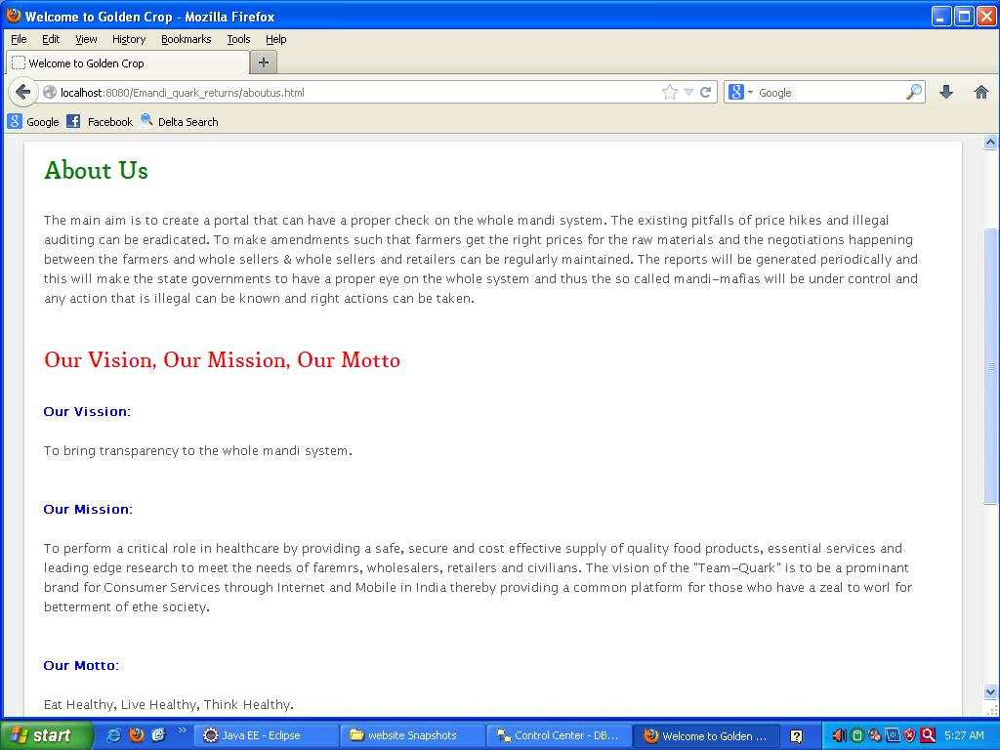 Welcome to Golden Crop - Mozilla Firefox
File Edit View History Bookmarks Tools Help
Welcome to Golden Crop
localhost:8080/Emandi_quark_returns/aboutus.html
Google
Google Facebook Delta Search
About Us
The main aim is to create a portal that can have a proper check on the whole mandi system. The existing pitfalls of price hikes and illegal
auditing can be eradicated. To make amendments such that farmers get the right prices for the raw materials and the negotiations happening
between the farmers and whole sellers & whole sellers and retailers can be regularly maintained. The reports will be generated periodically and
this will make the state governments to have a proper eye on the whole system and thus the so called mandi-mafias will be under control and
any action that is illegal can be known and right actions can be taken.
Our Vision, Our Mission, Our Motto
Our Vission:
To bring transparency to the whole mandi system.
Our Mission:
To perform a critical role in healthcare by providing a safe, secure and cost effective supply of quality food products, essential services and
leading edge research to meet the needs of faremrs, wholesalers, retailers and civilians. The vision of the "Team-Quark" is to be a prominant
brand for Consumer Services through Internet and Mobile in India thereby providing a common platform for those who have a zeal to worl for
betterment of ethe society.
Our Motto:
Eat Healthy, Live Healthy, Think Healthy.
start Java EE - Eclipse website Snapshots Control Center - DB... Welcome to Golden ... 5:27 AM